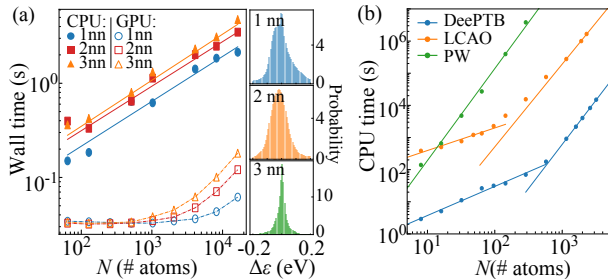 (a)
CPU: GPU:
1nn 1nn
2nn 2nn
3nn 3nn
Wall time (s)
10^0
10^-1
10^2 10^3 10^4
N (# atoms)
1 nn
4
0
2 nn
4
0
3 nn
10
0
Probability
-0.2 0.2
Δε (eV)
(b)
DeePTB
LCAO
PW
CPU time (s)
10^6
10^4
10^2
10^0
10^1 10^2 10^3
N(# atoms)